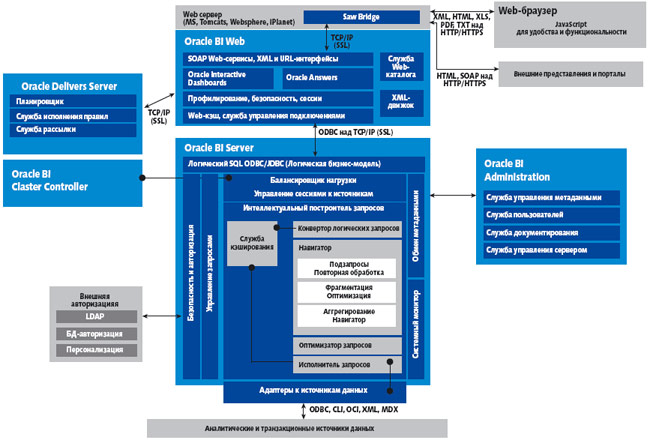 Web сервер
(MS, Tomcats, Websphere, iPlanet)
Saw Bridge
XML, HTML, XLS,
PDF, TXT над
HTTP/HTTPS
Web-браузер
JavaScript
для удобства и функциональности
TCP/IP
(SSL)
Oracle BI Web
SOAP Web-сервисы, XML и URL-интерфейсы
Служба
Web-
каталога
Oracle Interactive
Dashboards
Oracle Answers
Профилирование, безопасность, сессии
XML-
движок
Web-кэш, служба управления подключениями
HTML, SOAP над
HTTP/HTTPS
Внешние представления и порталы
Oracle Delivers Server
Планировщик
Служба исполнения правил
Служба рассылки
TCP/IP
(SSL)
ODBC над TCP/IP (SSL)
Oracle BI
Claster Controller
Oracle BI Server
Логический SQL ODBC/JDBC (Логическая бизнес-модель)
Балансировщик нагрузки
Управление сессиями к источникам
Интеллектуальный построитель запросов
Безопасность и авторизация
Управление запросами
Служба
кэширования
Конвертор логических запросов
Навигатор
Подзапросы
Повторная обработка
Фрагментация
Оптимизация
Аггрегирование
Навигатор
Оптимизатор запросов
Исполнитель запросов
Обмен метаданными
Системный монитор
Oracle BI
Administration
Служба управления метаданными
Служба пользователей
Служба документирования
Служба управления сервером
Внешняя
авторизацияя
LDAP
БД-авторизация
Персонализация
Адаптеры к источникам данных
ODBC, CLI, OCI, XML, MDX
Аналитические и транзакционные источники данных